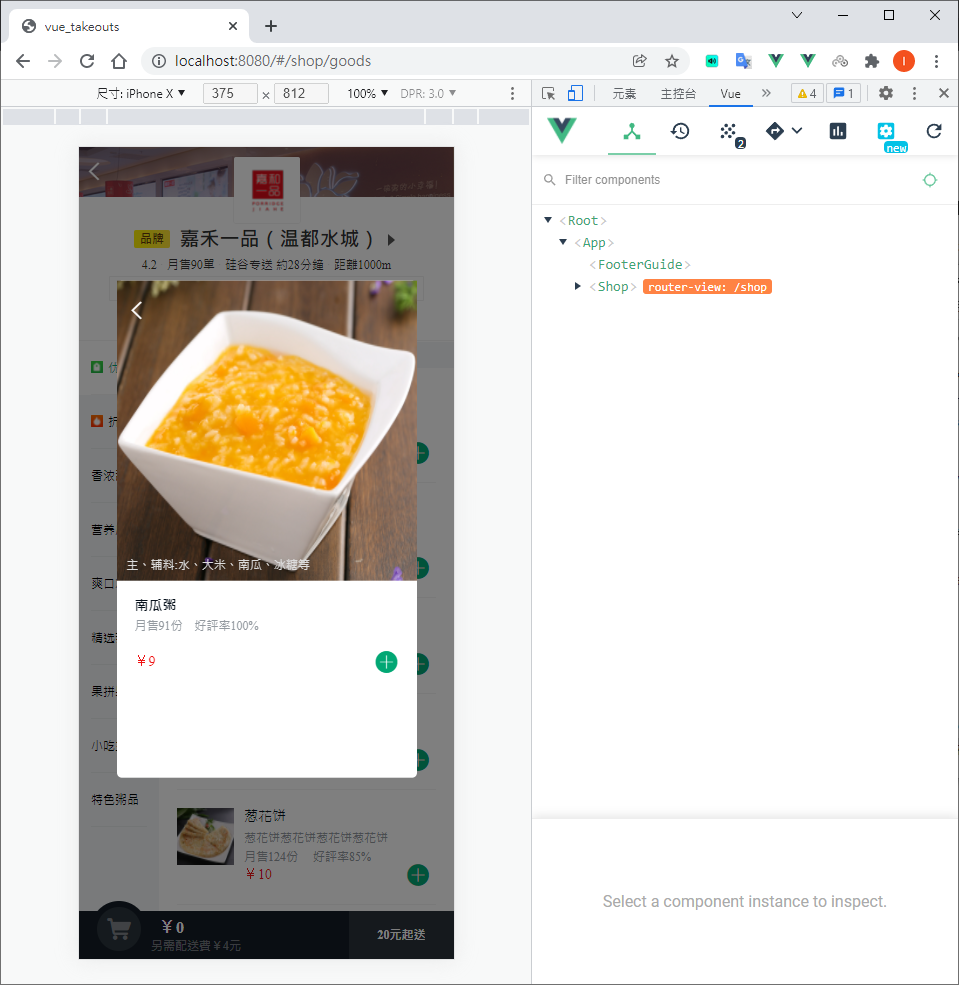 vue_takeouts
localhost:8080/#/shop/goods
尺寸: iPhone X ▼ 375 × 812 100% ▼ DPR: 3.0 ▼
元素 主控台 Vue » 4 1
2
new
Filter components
<Root>
<App>
<FooterGuide>
<Shop> router-view: /shop
Select a component instance to inspect.
嘉和
一品
品牌 嘉禾一品（温都水城）
4.2 月售90單 硅谷专送 約28分鐘 距離1000m
优
折
香浓
营养
爽口
精选
果拼
小吃
特色粥品
主、辅料:水、大米、南瓜、冰糖等
南瓜粥
月售91份 好評率100%
￥9
葱花饼
葱花饼葱花饼葱花饼葱花饼
月售124份 好評率85%
￥10
￥0
另需配送費￥4元
20元起送